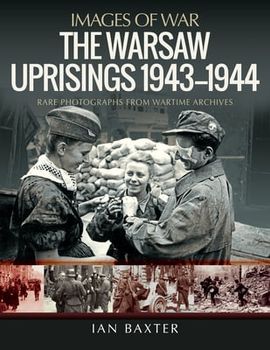 IMAGES OF WAR
THE WARSAW
UPRISINGS 1943–1944
RARE PHOTOGRAPHS FROM WARTIME ARCHIVES
IAN BAXTER